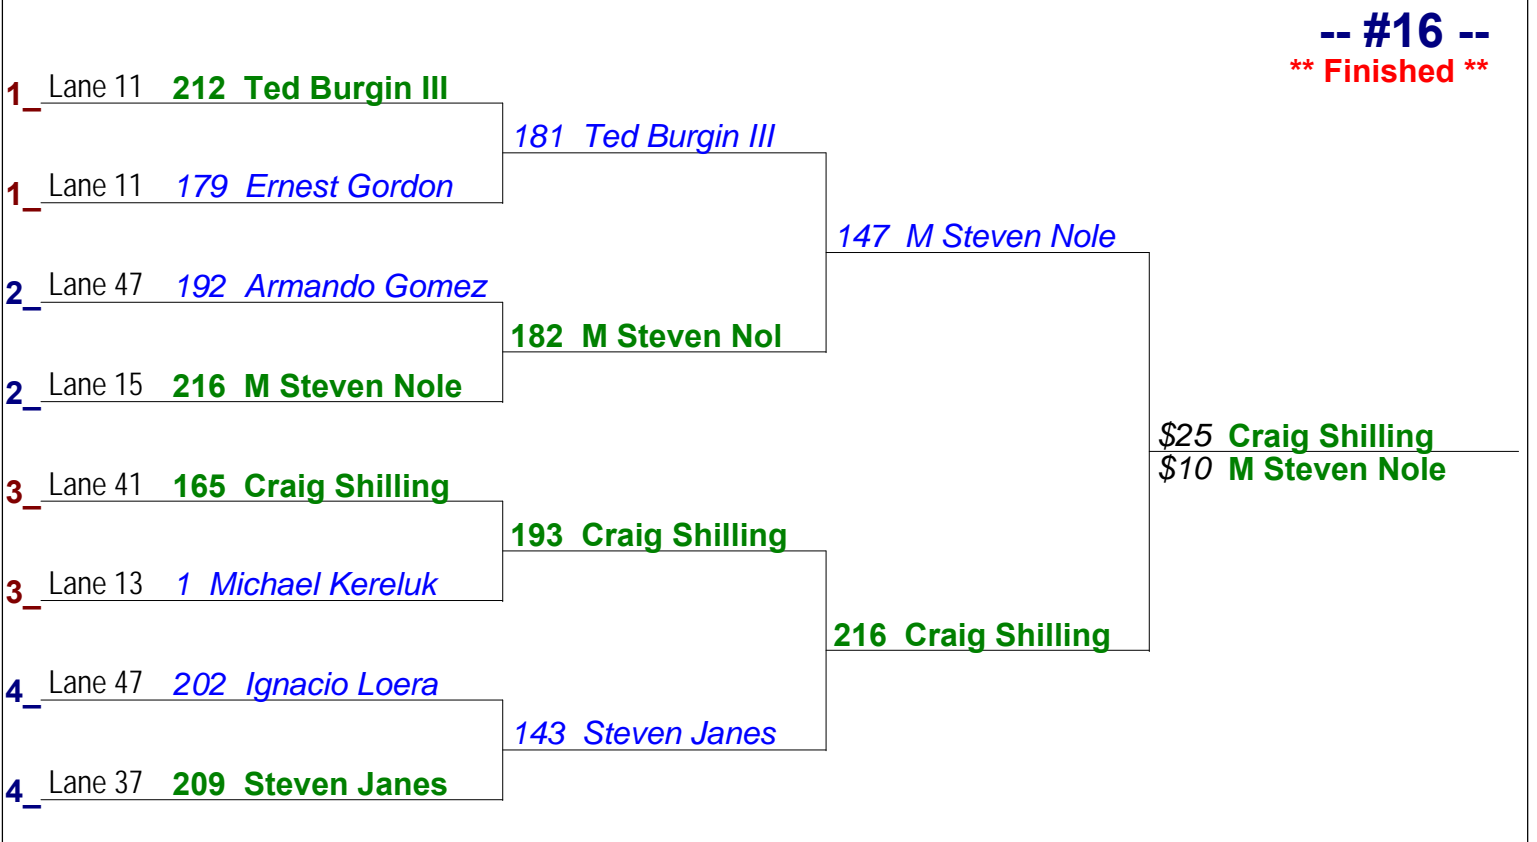 -- #16 --
** Finished **
1_ Lane 11 212 Ted Burgin III
181 Ted Burgin III
1_ Lane 11 179 Ernest Gordon
147 M Steven Nole
2_ Lane 47 192 Armando Gomez
182 M Steven Nol
2_ Lane 15 216 M Steven Nole
$25 Craig Shilling
$10 M Steven Nole
3_ Lane 41 165 Craig Shilling
193 Craig Shilling
3_ Lane 13 1 Michael Kereluk
216 Craig Shilling
4_ Lane 47 202 Ignacio Loera
143 Steven Janes
4_ Lane 37 209 Steven Janes